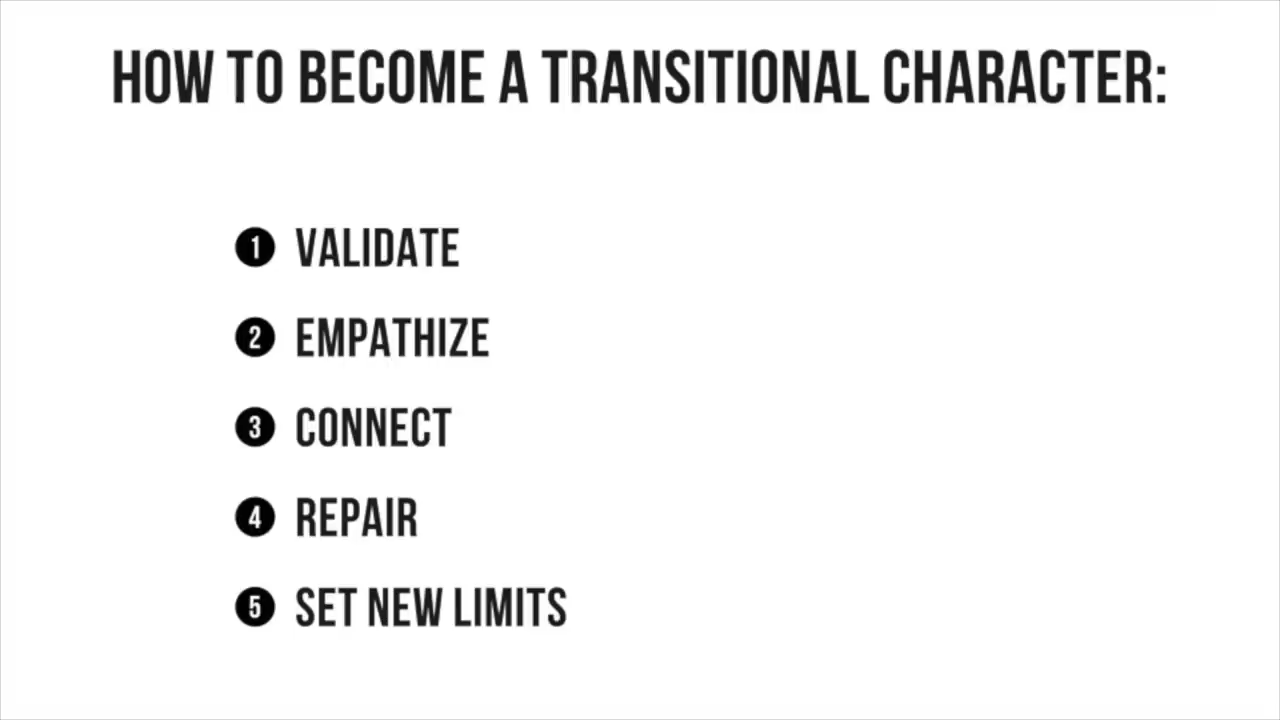 HOW TO BECOME A TRANSITIONAL CHARACTER:
1 VALIDATE
2 EMPATHIZE
3 CONNECT
4 REPAIR
5 SET NEW LIMITS